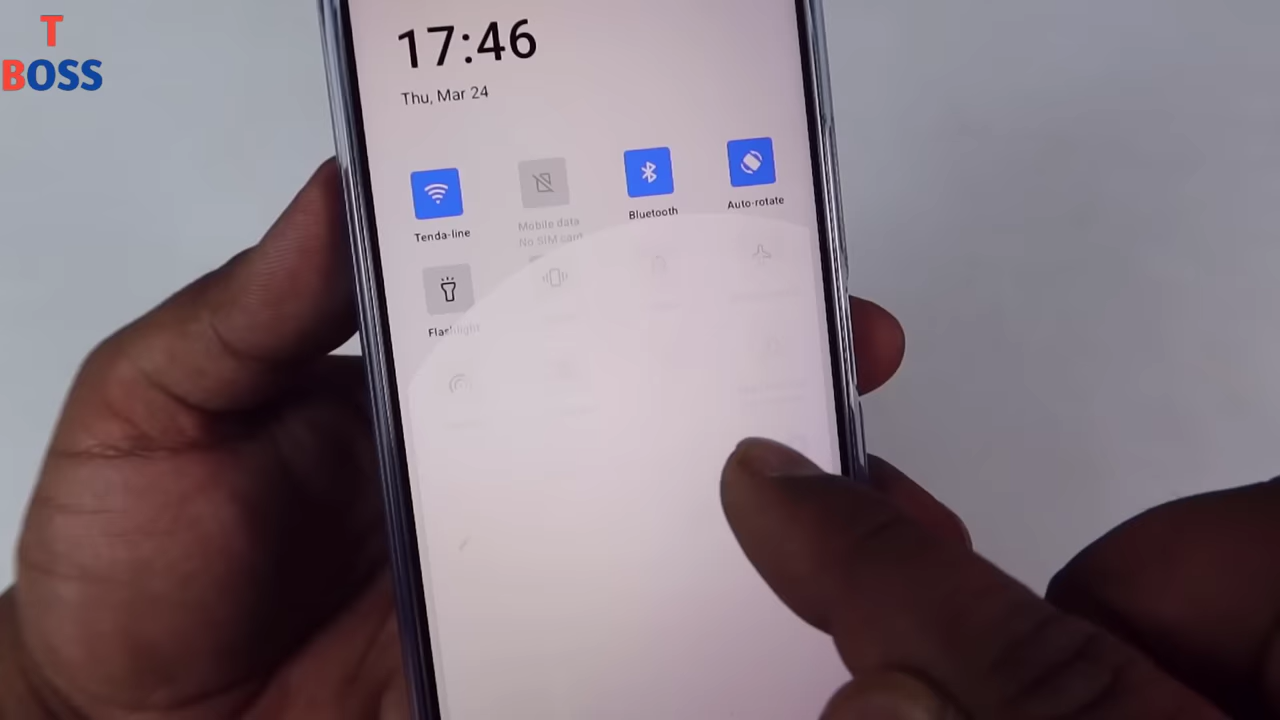 T
BOSS
17:46
Thu, Mar 24
Tenda-line
Mobile data
No SIM card
Bluetooth
Auto-rotate
Flashlight